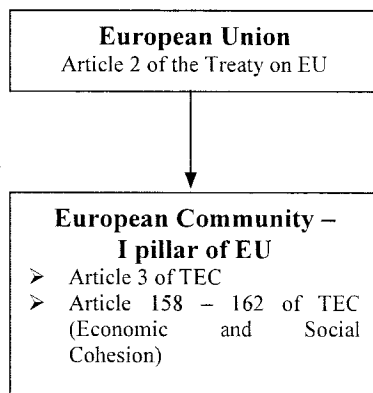 European Union
Article 2 of the Treaty on EU
European Community –
I pillar of EU
➢ Article 3 of TEC
➢ Article 158 – 162 of TEC
(Economic and Social
Cohesion)